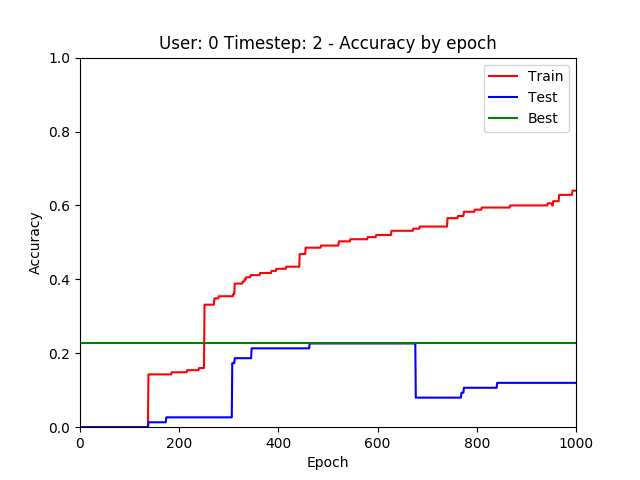 User: 0 Timestep: 2 - Accuracy by epoch
1.0
0.8
0.6
0.4
0.2
0.0
Accuracy
Train
Test
Best
0 200 400 600 800 1000
Epoch